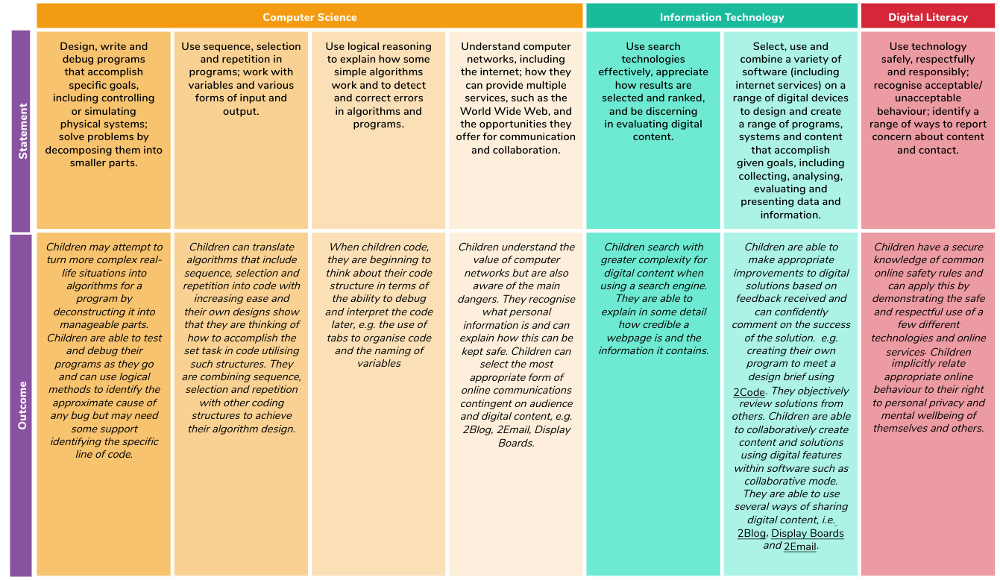 Computer Science
Information Technology
Digital Literacy
Statement
Design, write and
debug programs
that accomplish
specific goals,
including controlling
or simulating
physical systems;
solve problems by
decomposing them into
smaller parts.
Use sequence, selection
and repetition in
programs; work with
variables and various
forms of input and
output.
Use logical reasoning
to explain how some
simple algorithms
work and to detect
and correct errors
in algorithms and
programs.
Understand computer
networks, including
the internet; how they
can provide multiple
services, such as the
World Wide Web, and
the opportunities they
offer for communication
and collaboration.
Use search
technologies
effectively, appreciate
how results are
selected and ranked,
and be discerning
in evaluating digital
content.
Select, use and
combine a variety of
software (including
internet services) on a
range of digital devices
to design and create
a range of programs,
systems and content
that accomplish
given goals, including
collecting, analysing,
evaluating and
presenting data and
information.
Use technology
safely, respectfully
and responsibly;
recognise acceptable/
unacceptable
behaviour; identify a
range of ways to report
concern about content
and contact.
Outcome
Children may attempt to
turn more complex real-
life situations into
algorithms for a
program by
deconstructing it into
manageable parts.
Children are able to test
and debug their
programs as they go
and can use logical
methods to identify the
approximate cause of
any bug but may need
some support
identifying the specific
line of code.
Children can translate
algorithms that include
sequence, selection and
repetition into code with
increasing ease and
their own designs show
that they are thinking of
how to accomplish the
set task in code utilising
such structures. They
are combining sequence,
selection and repetition
with other coding
structures to achieve
their algorithm design.
When children code,
they are beginning to
think about their code
structure in terms of
the ability to debug
and interpret the code
later, e.g. the use of
tabs to organise code
and the naming of
variables
Children understand the
value of computer
networks but are also
aware of the main
dangers. They recognise
what personal
information is and can
explain how this can be
kept safe. Children can
select the most
appropriate form of
online communications
contingent on audience
and digital content, e.g.
2Blog, 2Email, Display
Boards.
Children search with
greater complexity for
digital content when
using a search engine.
They are able to
explain in some detail
how credible a
webpage is and the
information it contains.
Children are able to
make appropriate
improvements to digital
solutions based on
feedback received and
can confidently
comment on the success
of the solution. e.g.
creating their own
program to meet a
design brief using
2Code. They objectively
review solutions from
others. Children are able
to collaboratively create
content and solutions
using digital features
within software such as
collaborative mode.
They are able to use
several ways of sharing
digital content, i.e.
2Blog, Display Boards
and 2Email.
Children have a secure
knowledge of common
online safety rules and
can apply this by
demonstrating the safe
and respectful use of a
few different
technologies and online
services. Children
implicitly relate
appropriate online
behaviour to their right
to personal privacy and
mental wellbeing of
themselves and others.